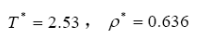 T* = 2.53 ， ρ* = 0.636